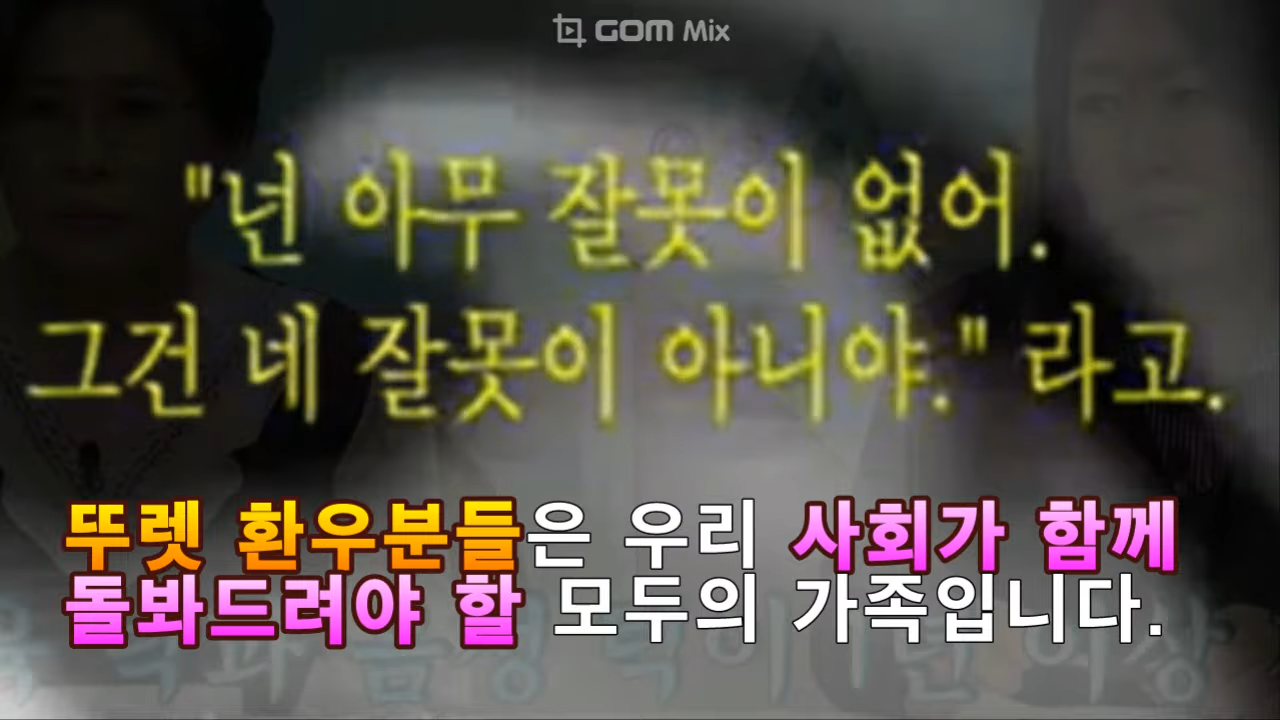 GOM Mix
"넌 아무 잘못이 없어.
그건 네 잘못이 아니야." 라고.
뚜렛 환우분들은 우리 사회가 함께
돌봐드려야 할 모두의 가족입니다.